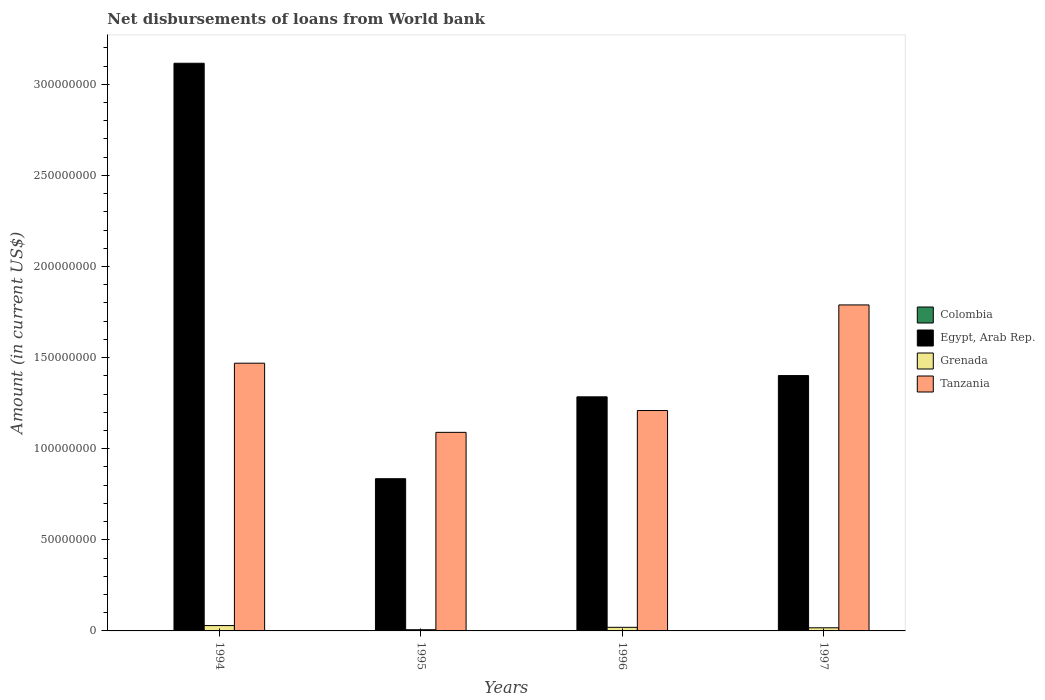 Net disbursements of loans from World bank
Amount (in current US$)
300000000
250000000
200000000
150000000
100000000
50000000
0
1994
1995
1996
1997
Years
Colombia
Egypt, Arab Rep.
Grenada
Tanzania